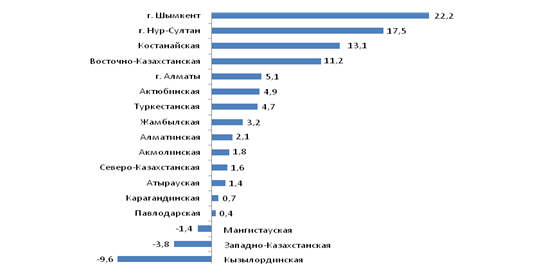 г. Шымкент 22,2
г. Нур-Султан 17,5
Костанайская 13,1
Восточно-Казахстанская 11,2
г. Алматы 5,1
Актюбинская 4,9
Туркестанская 4,7
Жамбылская 3,2
Алматинская 2,1
Акмолинская 1,8
Северо-Казахстанская 1,6
Атырауская 1,4
Карагандинская 0,7
Павлодарская 0,4
-1,4 Мангистауская
-3,8 Западно-Казахстанская
-9,6 Кызылординская